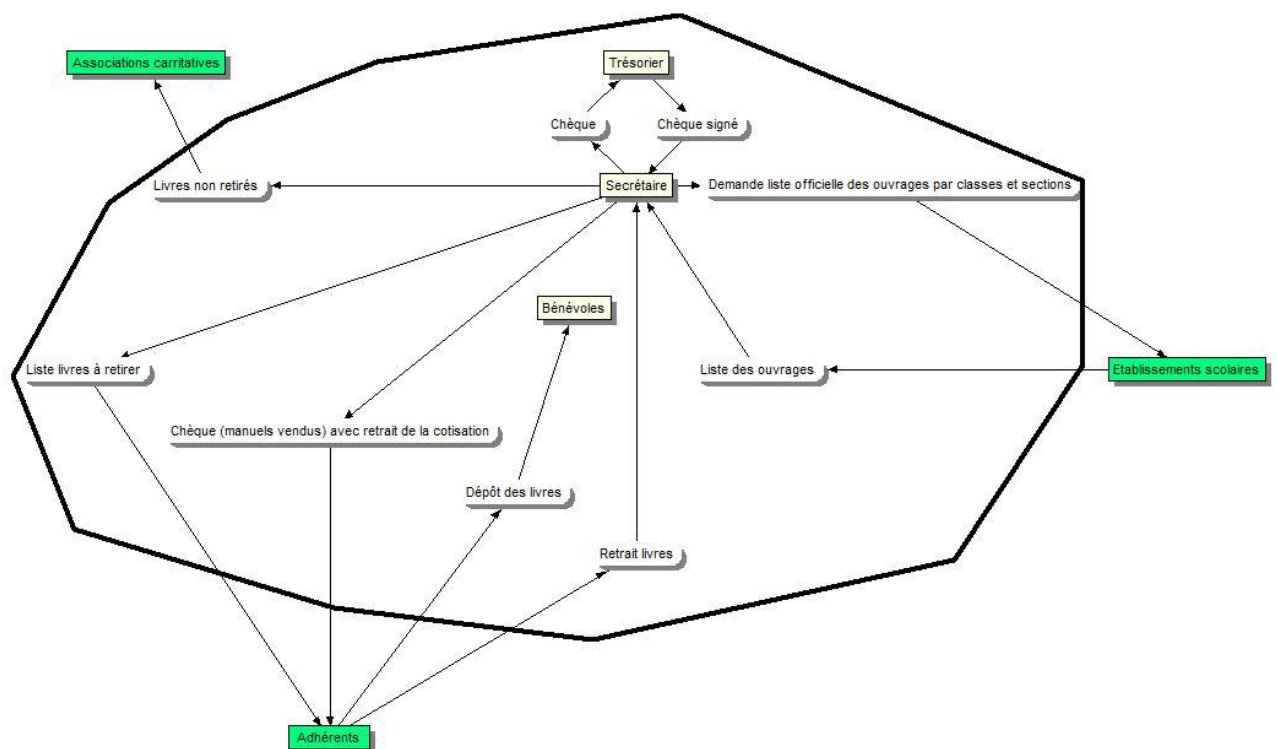 Associations carritatives
Trésorier
Chèque
Chèque signé
Livres non retirés
Secrétaire
Demande liste officielle des ouvrages par classes et sections
Bénévoles
Liste livres à retirer
Liste des ouvrages
Etablissements scolaires
Chèque (manuels vendus) avec retrait de la cotisation
Dépôt des livres
Retrait livres
Adhérents